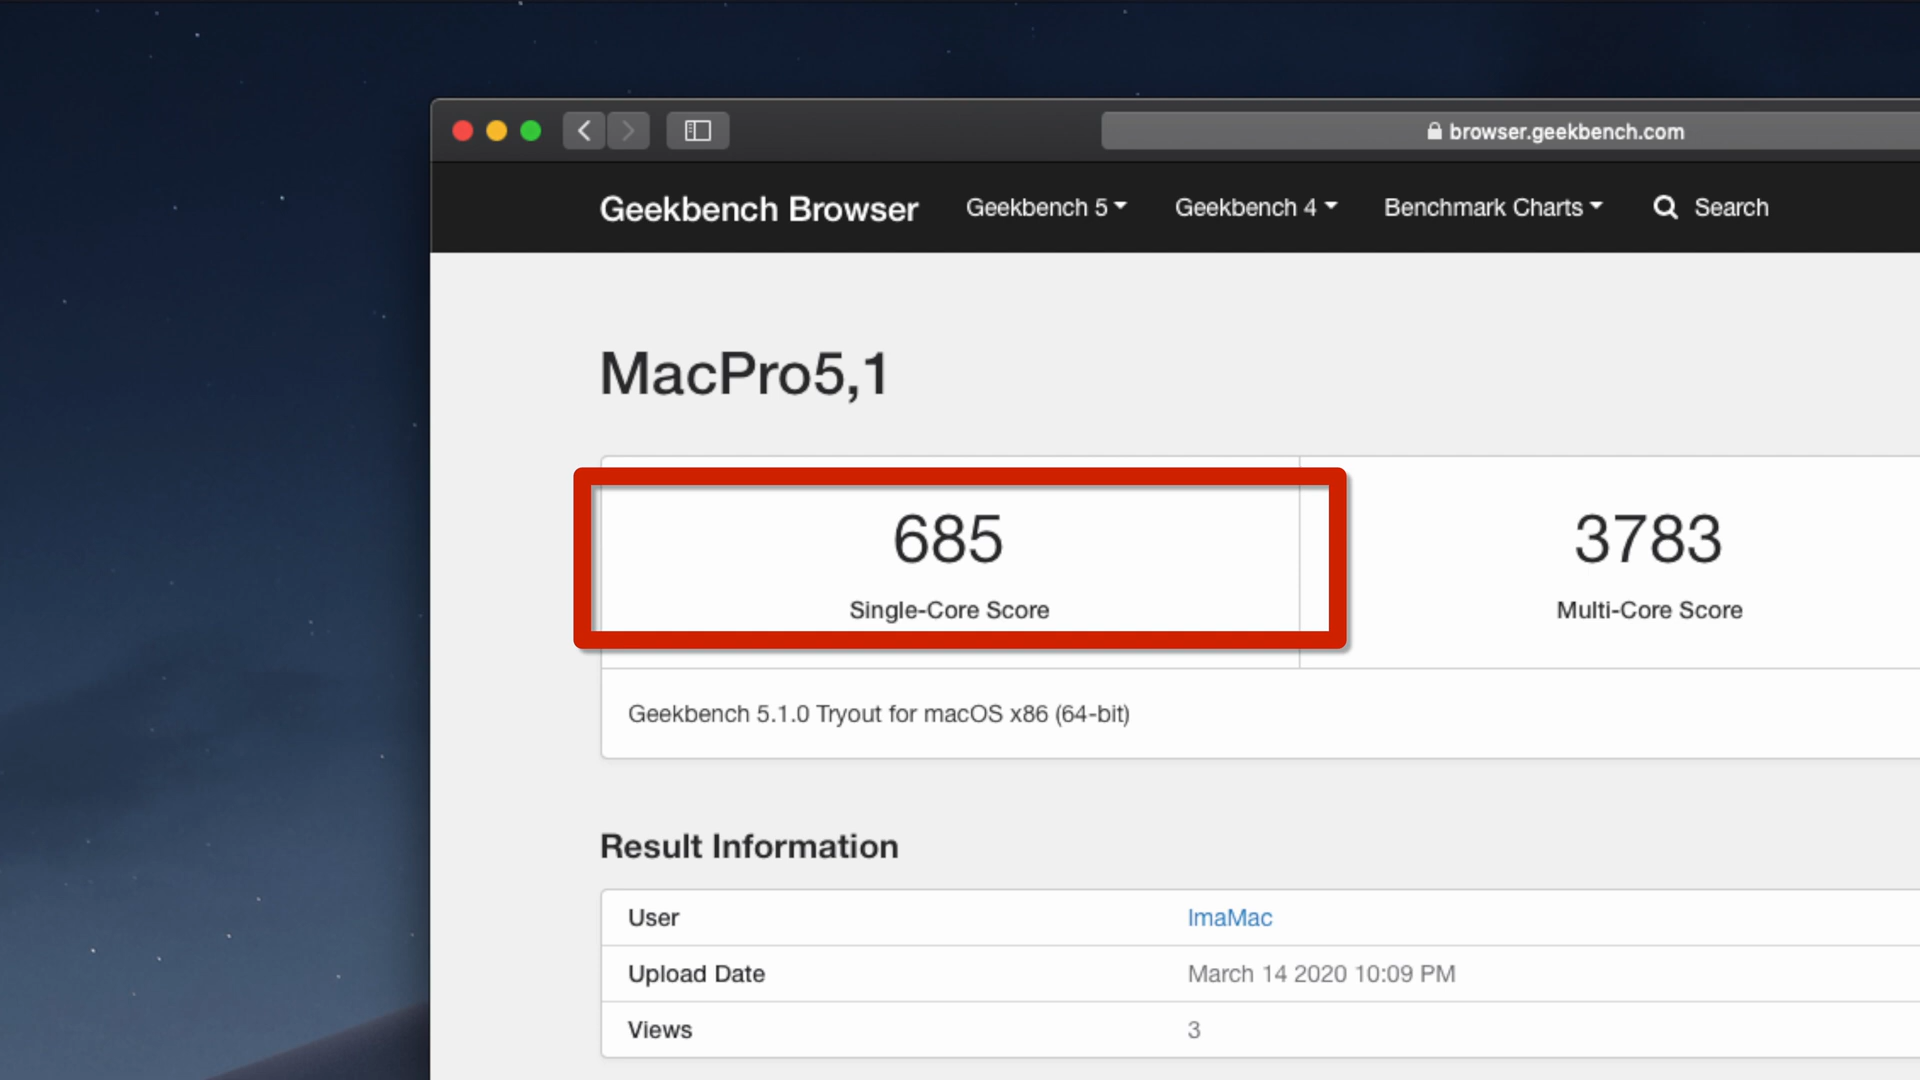 browser.geekbench.com
Geekbench Browser Geekbench 5 Geekbench 4 Benchmark Charts Search
MacPro5,1
685 3783
Single-Core Score Multi-Core Score
Geekbench 5.1.0 Tryout for macOS x86 (64-bit)
Result Information
User ImaMac
Upload Date March 14 2020 10:09 PM
Views 3